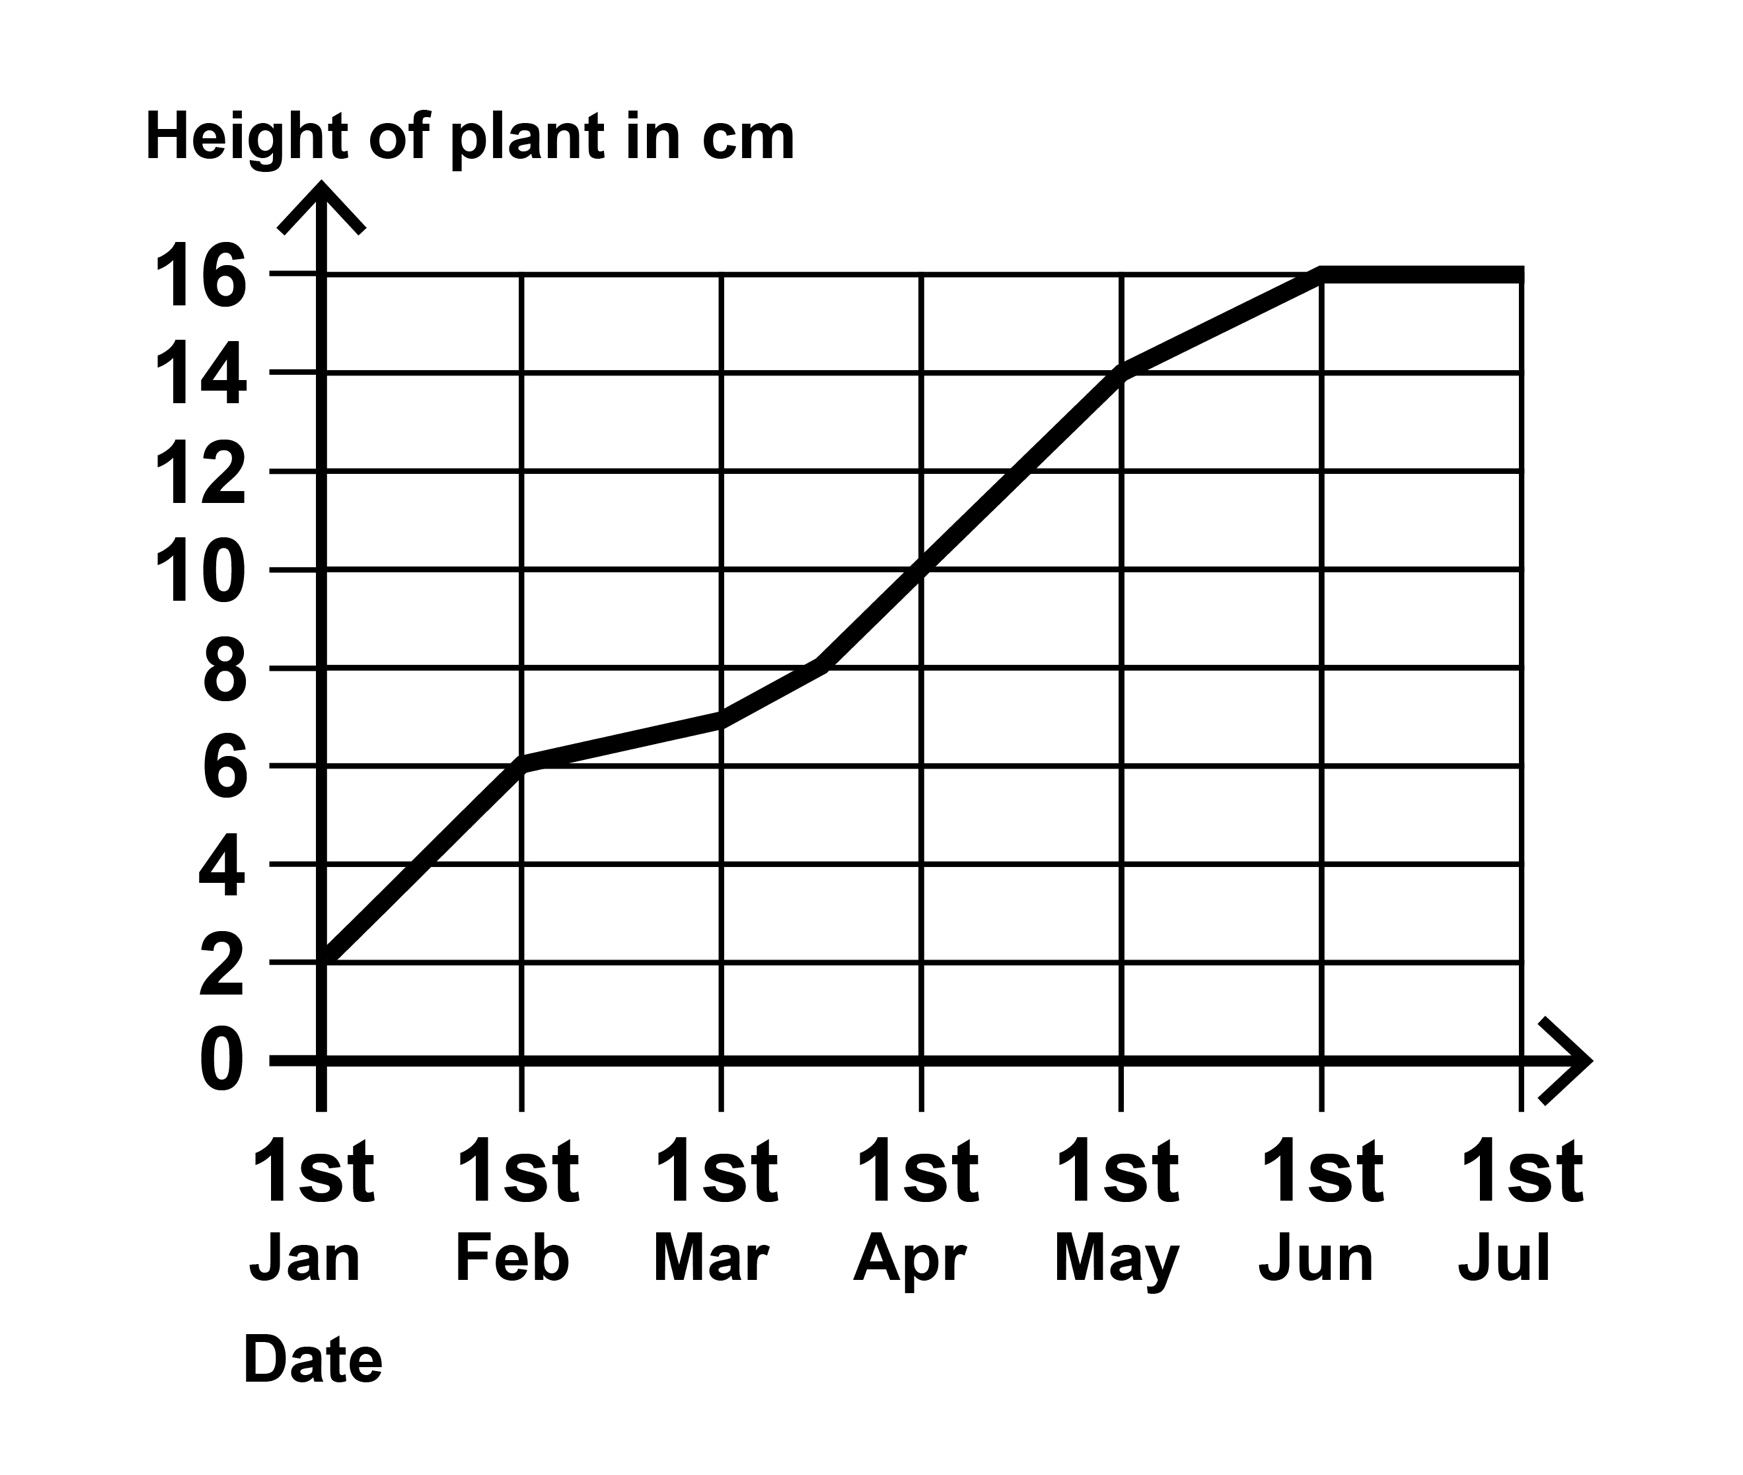 Height of plant in cm
16
14
12
10
8
6
4
2
0
1st 1st 1st 1st 1st 1st 1st
Jan Feb Mar Apr May Jun Jul
Date